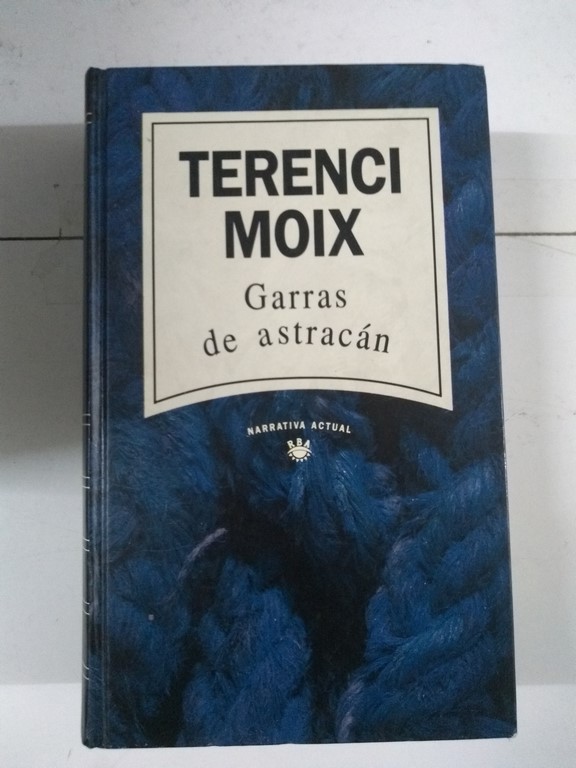 TERENCI
MOIX
Garras
de astracán
NARRATIVA ACTUAL
RBA